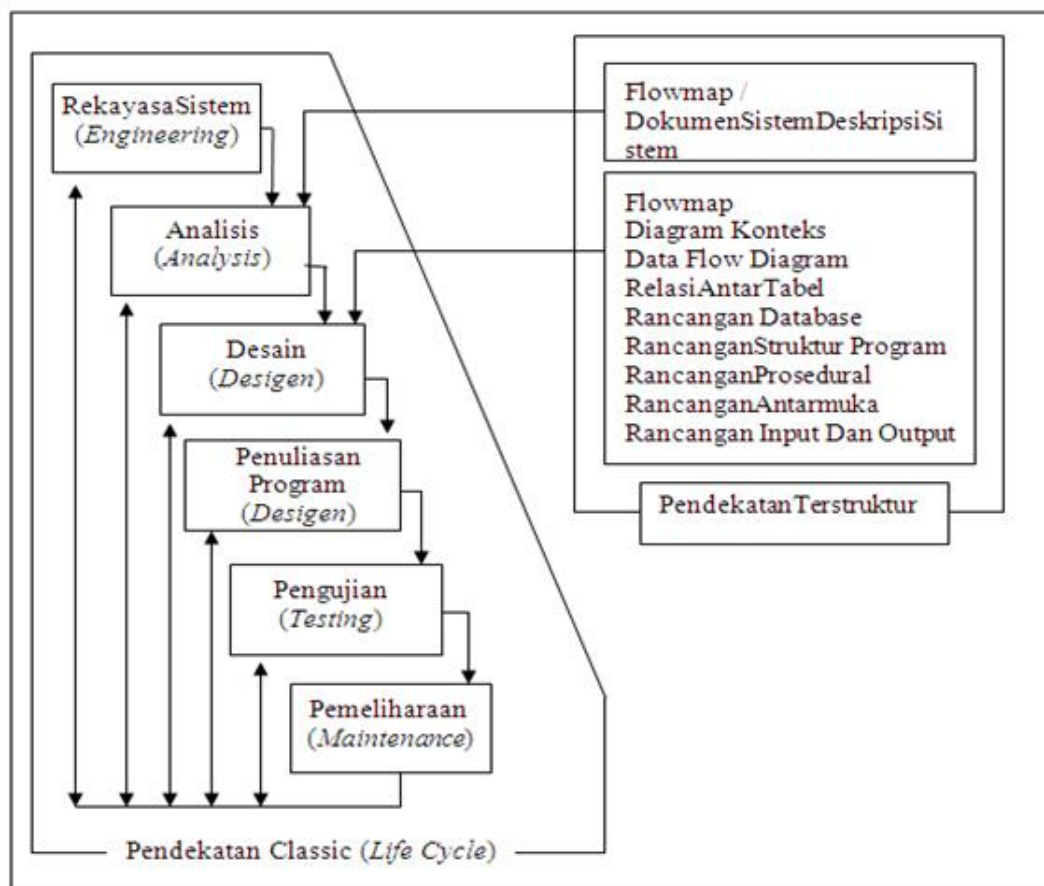 RekayasaSistem
(Engineering)
Analisis
(Analysis)
Desain
(Desigen)
Penuliasan
Program
(Desigen)
Pengujian
(Testing)
Pemeliharaan
(Maintenance)
Pendekatan Classic (Life Cycle)
Flowmap /
DokumenSistemDeskripsiSi
stem
Flowmap
Diagram Konteks
Data Flow Diagram
RelasiAntarTabel
Rancangan Database
RancanganStruktur Program
RancanganProsedural
RancanganAntarmuka
Rancangan Input Dan Output
PendekatanTerstruktur